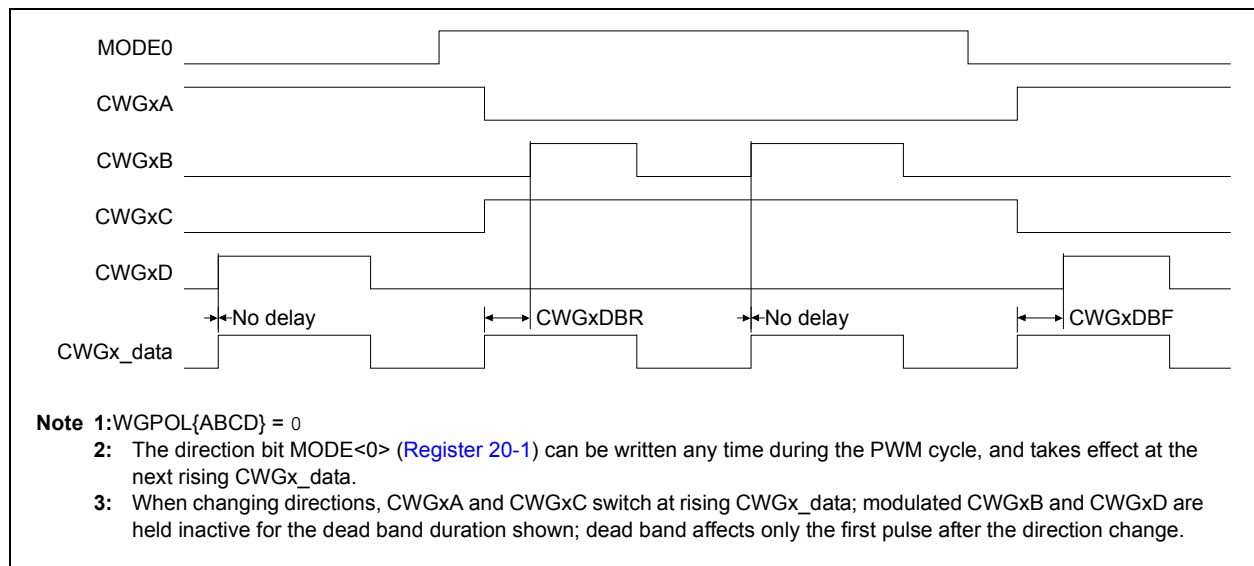 MODE0
CWGxA
CWGxB
CWGxC
CWGxD
No delay CWGxDBR No delay CWGxDBF
CWGx_data
Note 1:WGPOL{ABCD} = 0
2: The direction bit MODE<0> (Register 20-1) can be written any time during the PWM cycle, and takes effect at the
next rising CWGx_data.
3: When changing directions, CWGxA and CWGxC switch at rising CWGx_data; modulated CWGxB and CWGxD are
held inactive for the dead band duration shown; dead band affects only the first pulse after the direction change.